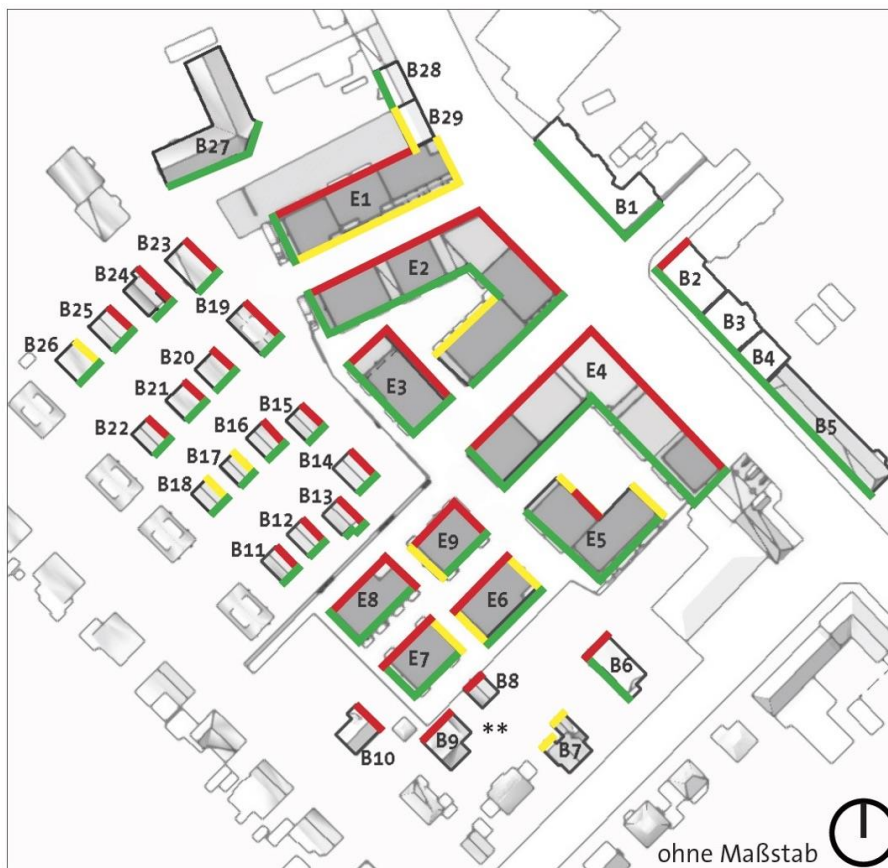 B28
B29
B27
B1
E1
B23
B24
E2
B2
B25
B19
B3
B26
B4
B20
E3
E4
B21
B5
B15
B22
B16
B17
B14
B18
B13
B12
E9
E5
B11
E8
E6
E7
B6
B8
B9
**
B7
B10
ohne Maßstab